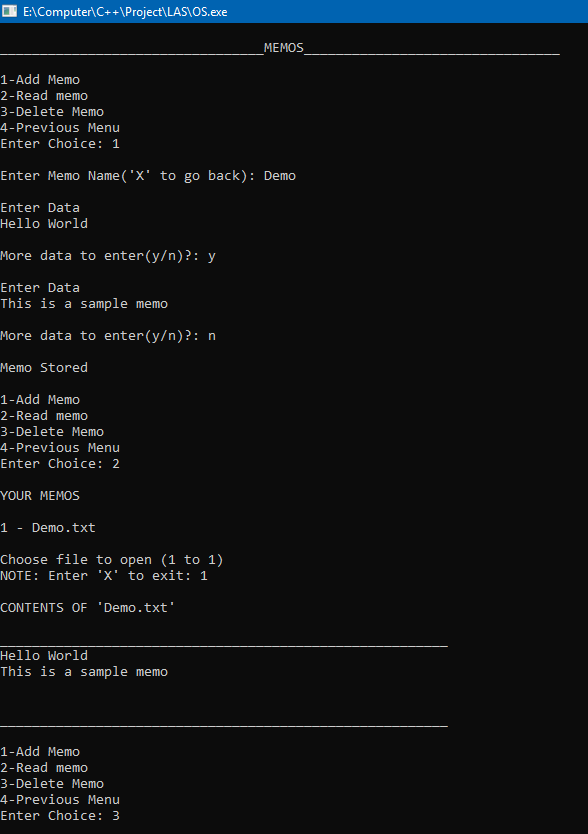 E:\Computer\C++\Project\LAS\OS.exe
_________________________________MEMOS________________________________
1-Add Memo
2-Read memo
3-Delete Memo
4-Previous Menu
Enter Choice: 1
Enter Memo Name('X' to go back): Demo
Enter Data
Hello World
More data to enter(y/n)?: y
Enter Data
This is a sample memo
More data to enter(y/n)?: n
Memo Stored
1-Add Memo
2-Read memo
3-Delete Memo
4-Previous Menu
Enter Choice: 2
YOUR MEMOS
1 - Demo.txt
Choose file to open (1 to 1)
NOTE: Enter 'X' to exit: 1
CONTENTS OF 'Demo.txt'
________________________________________________________
Hello World
This is a sample memo
________________________________________________________
1-Add Memo
2-Read memo
3-Delete Memo
4-Previous Menu
Enter Choice: 3